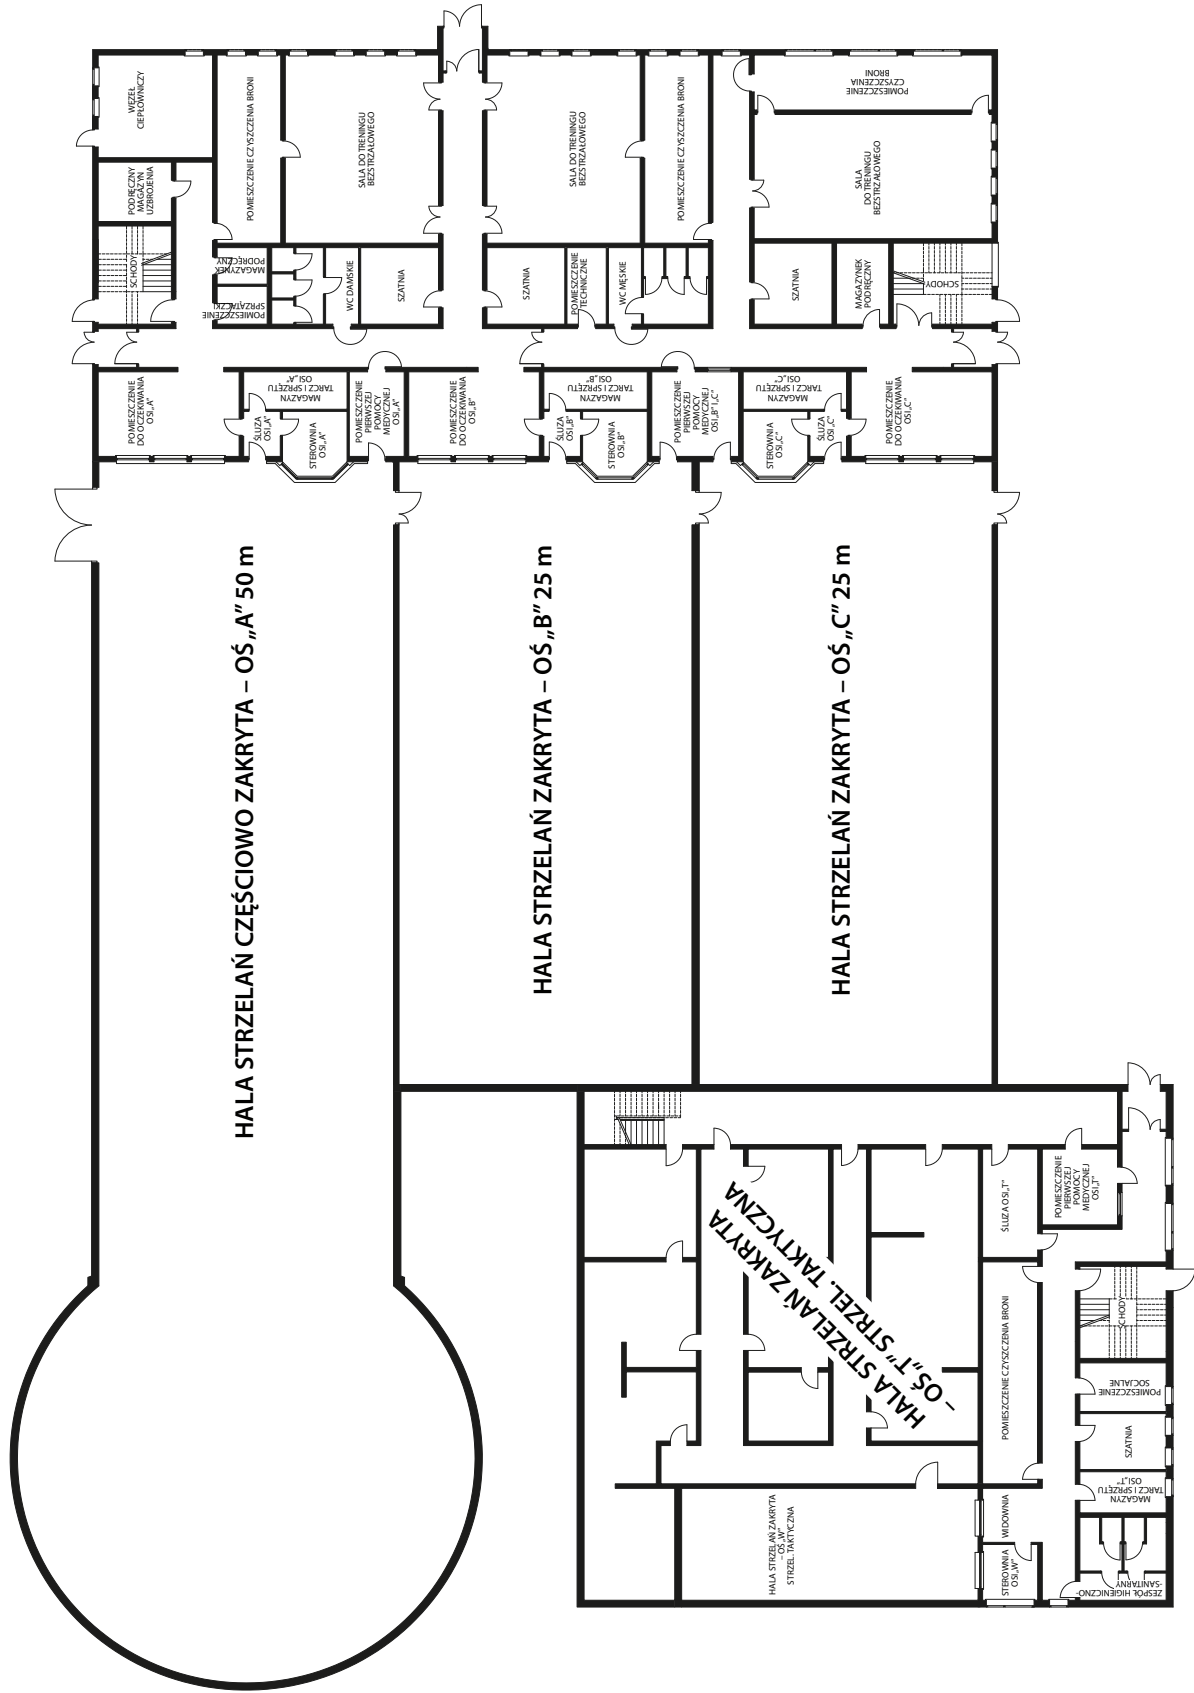 WĘZEŁ
CIEPŁOWNICZY
POMIESZCZENIE CZYSZCZENIA BRONI
SALA DO TRENINGU
BEZSTRZAŁOWEGO
SALA DO TRENINGU
BEZSTRZAŁOWEGO
POMIESZCZENIE CZYSZCZENIA BRONI
POMIESZCZENIE
CZYSZCZENIA
BRONI
SALA
DO TRENINGU
BEZSTRZAŁOWEGO
PODRĘCZNY
MAGAZYN
UZBROJENIA
SCHODY
MAGAZYNEK
PODRĘCZNY
POMIESZCZENIE
SPRZĄTACZKI
WC DAMSKIE
SZATNIA
SZATNIA
POMIESZCZENIE
TECHNICZNE
WC MĘSKIE
SZATNIA
MAGAZYNEK
PODRĘCZNY
SCHODY
POMIESZCZENIE
DO OCZEKIWANIA
OSI „A”
MAGAZYN
TARCZ I SPRZĘTU
OSI „A”
ŚLUZA
OSI „A”
STEROWNIA
OSI „A”
POMIESZCZENIE
PIERWSZEJ
POMOCY
MEDYCZNEJ
OSI „A”
POMIESZCZENIE
DO OCZEKIWANIA
OSI „B”
MAGAZYN
TARCZ I SPRZĘTU
OSI „B”
ŚLUZA
OSI „B”
STEROWNIA
OSI „B”
POMIESZCZENIE
PIERWSZEJ
POMOCY
MEDYCZNEJ
OSI „B” I „C”
MAGAZYN
TARCZ I SPRZĘTU
OSI „C”
STEROWNIA
OSI „C”
ŚLUZA
OSI „C”
POMIESZCZENIE
DO OCZEKIWANIA
OSI „C”
HALA STRZELAŃ CZĘŚCIOWO ZAKRYTA – OŚ „A” 50 m
HALA STRZELAŃ ZAKRYTA – OŚ „B” 25 m
HALA STRZELAŃ ZAKRYTA – OŚ „C” 25 m
HALA STRZELAŃ ZAKRYTA
– OŚ „T” STRZEL. TAKTYCZNA
ŚLUZA OSI „T”
POMIESZCZENIE
PIERWSZEJ
POMOCY
MEDYCZNEJ
OSI „T”
POMIESZCZENIE CZYSZCZENIA BRONI
SCHODY
POMIESZCZENIE
SOCJALNE
SZATNIA
MAGAZYN
TARCZ I SPRZĘTU
OSI „T”
HALA STRZELAŃ ZAKRYTA
– OŚ „W”
STRZEL. TAKTYCZNA
WIDOWNIA
STEROWNIA
OSI „W”
ZESPÓŁ HIGIENICZNO-
-SANITARNY